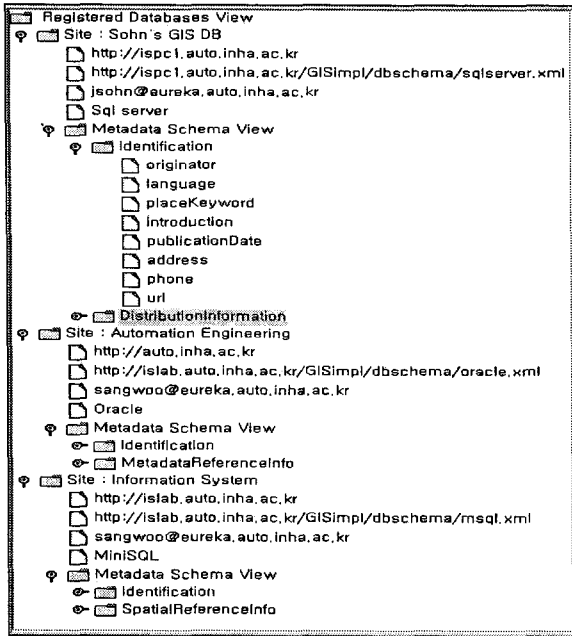 Registered Databases View
Site : Sohn's GIS DB
http://ispc1.auto.inha.ac.kr
http://ispc1.auto.inha.ac.kr/GISimpl/dbschema/sqlserver.xml
jsohn@eureka.auto.inha.ac.kr
Sql server
Metadata Schema View
Identification
originator
language
placeKeyword
introduction
publicationDate
address
phone
url
DistributionInformation
Site : Automation Engineering
http://auto.inha.ac.kr
http://islab.auto.inha.ac.kr/GISimpl/dbschema/oracle.xml
sangwoo@eureka.auto.inha.ac.kr
Oracle
Metadata Schema View
Identification
MetadataReferenceInfo
Site : Information System
http://islab.auto.inha.ac.kr
http://islab.auto.inha.ac.kr/GISimpl/dbschema/msql.xml
sangwoo@eureka.auto.inha.ac.kr
MiniSQL
Metadata Schema View
Identification
SpatialReferenceInfo